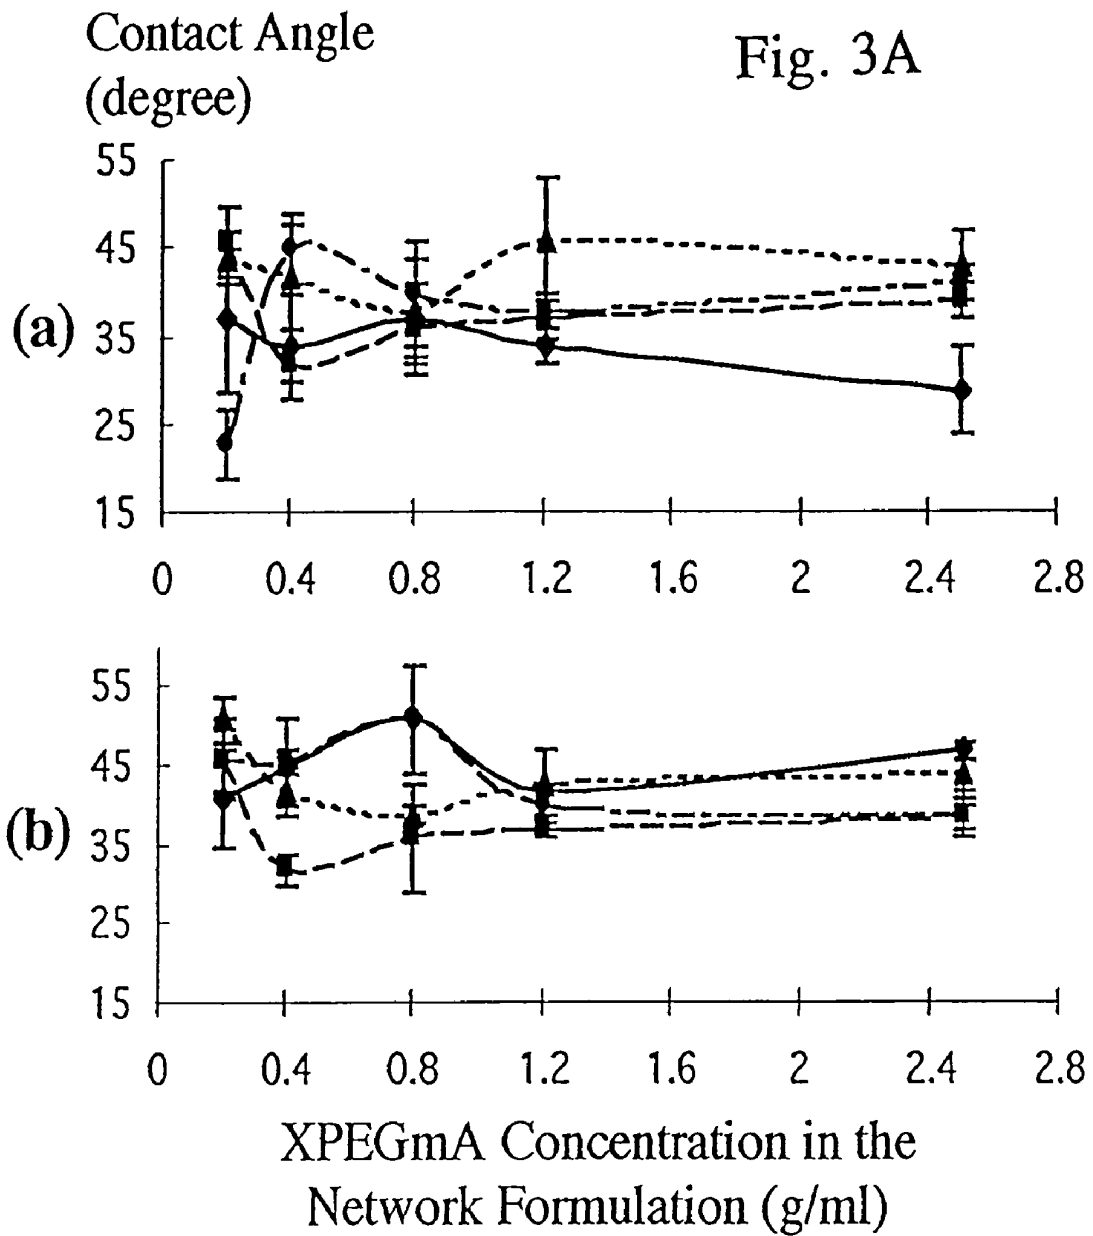 Contact Angle
(degree)
Fig. 3A
55
45
(a)
35
25
15
0 0.4 0.8 1.2 1.6 2 2.4 2.8
55
45
(b)
35
25
15
0 0.4 0.8 1.2 1.6 2 2.4 2.8
XPEGmA Concentration in the
Network Formulation (g/ml)